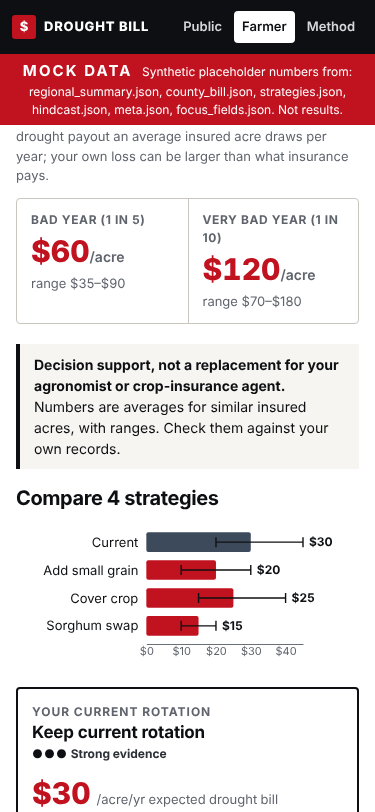 $ DROUGHT BILL Public Farmer Method
MOCK DATA Synthetic placeholder numbers from:
regional_summary.json, county_bill.json, strategies.json,
hindcast.json, meta.json, focus_fields.json. Not results.
drought payout an average insured acre draws per
year; your own loss can be larger than what insurance
pays.
BAD YEAR (1 IN 5)
$60/acre
range $35–$90
VERY BAD YEAR (1 IN
10)
$120/acre
range $70–$180
Decision support, not a replacement for your
agronomist or crop-insurance agent.
Numbers are averages for similar insured
acres, with ranges. Check them against your
own records.
Compare 4 strategies
Current $30
Add small grain $20
Cover crop $25
Sorghum swap $15
$0 $10 $20 $30 $40
YOUR CURRENT ROTATION
Keep current rotation
●●● Strong evidence
$30 /acre/yr expected drought bill